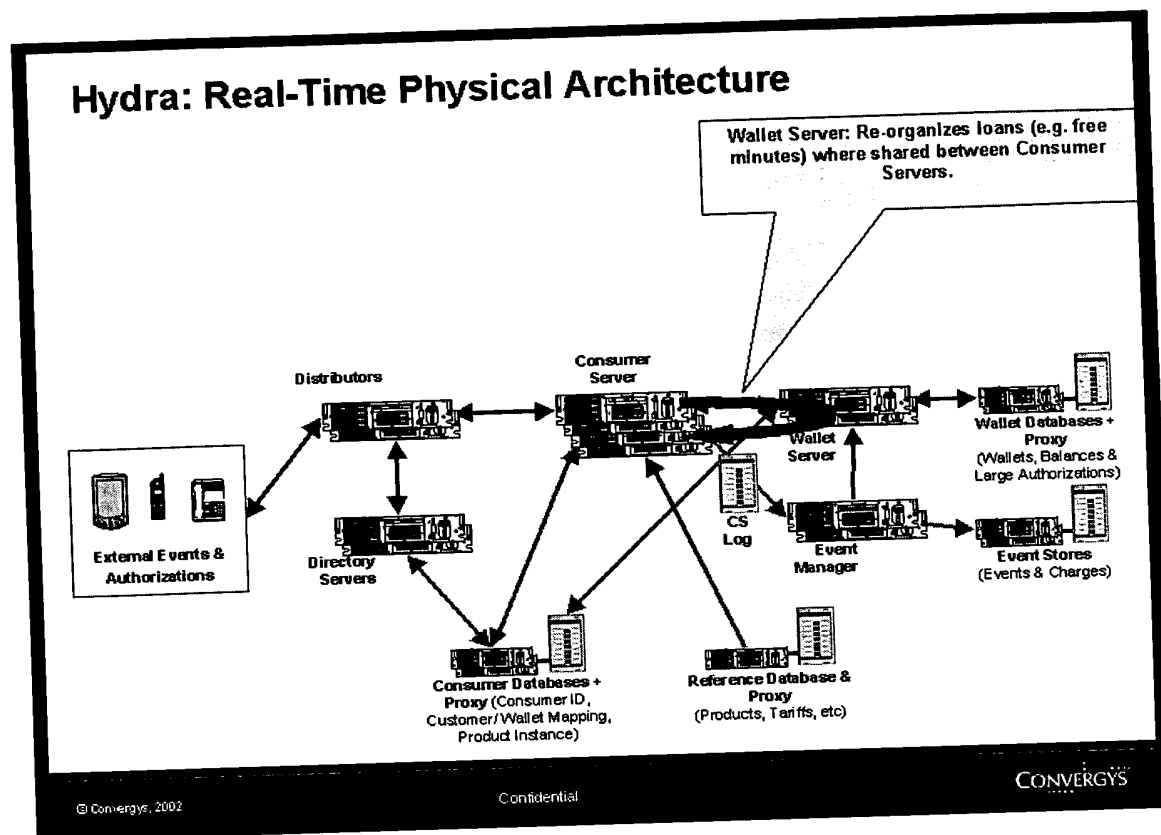 Hydra: Real-Time Physical Architecture
Wallet Server: Re-organizes loans (e.g. free
minutes) where shared between Consumer
Servers.
Distributors
Consumer
Server
Wallet
Server
Wallet Databases +
Proxy
(Wallets, Balances &
Large Authorizations)
External Events &
Authorizations
Directory
Servers
CS
Log
Event
Manager
Event Stores
(Events & Charges)
Consumer Databases +
Proxy (Consumer ID,
Customer/Wallet Mapping,
Product Instance)
Reference Database &
Proxy
(Products, Tariffs, etc)
© Convergys, 2002
Confidential
CONVERGYS